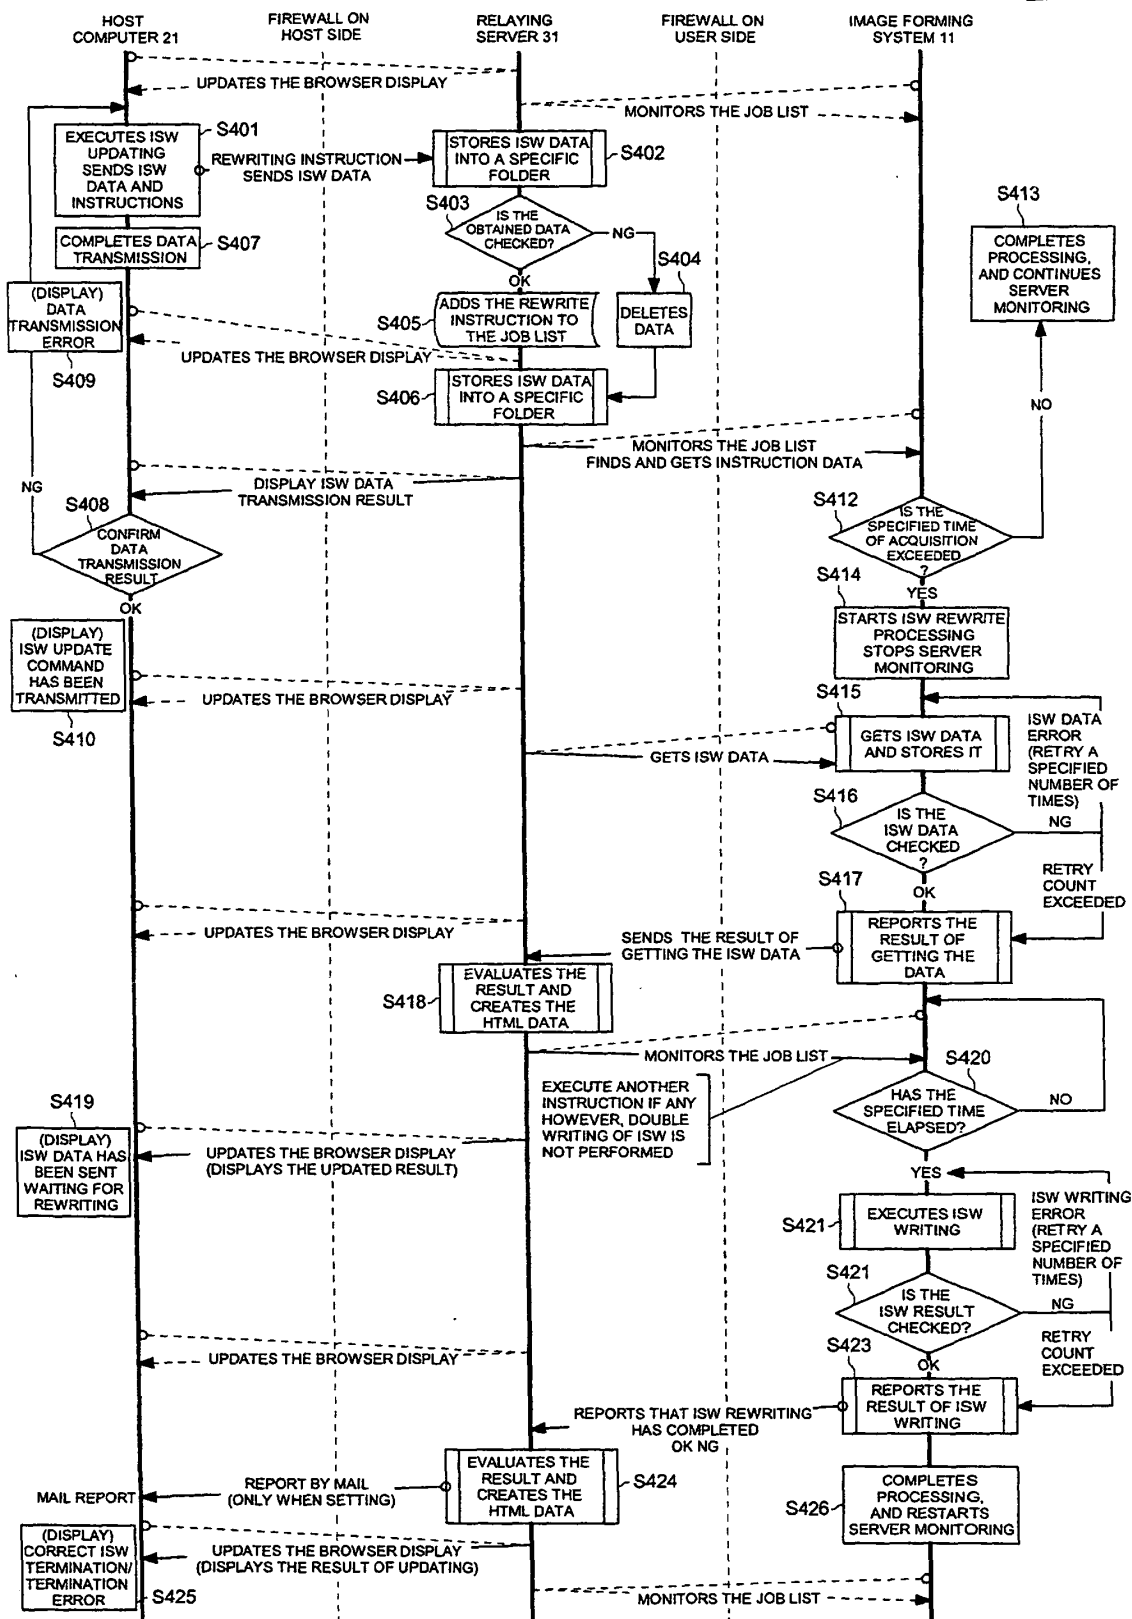 HOST
COMPUTER 21
FIREWALL ON
HOST SIDE
RELAYING
SERVER 31
FIREWALL ON
USER SIDE
IMAGE FORMING
SYSTEM 11
UPDATES THE BROWSER DISPLAY
MONITORS THE JOB LIST
S401
EXECUTES ISW
UPDATING
SENDS ISW
DATA AND
INSTRUCTIONS
REWRITING INSTRUCTION
SENDS ISW DATA
STORES ISW DATA
INTO A SPECIFIC
FOLDER
S402
S403
IS THE
OBTAINED DATA
CHECKED?
NG
OK
S404
DELETES
DATA
S407
COMPLETES DATA
TRANSMISSION
S413
COMPLETES
PROCESSING,
AND CONTINUES
SERVER
MONITORING
(DISPLAY)
DATA
TRANSMISSION
ERROR
S409
S405
ADDS THE REWRITE
INSTRUCTION TO
THE JOB LIST
UPDATES THE BROWSER DISPLAY
S406
STORES ISW DATA
INTO A SPECIFIC
FOLDER
NO
MONITORS THE JOB LIST
FINDS AND GETS INSTRUCTION DATA
NG
DISPLAY ISW DATA
TRANSMISSION RESULT
S408
CONFIRM
DATA
TRANSMISSION
RESULT
OK
S412
IS THE
SPECIFIED TIME
OF ACQUISITION
EXCEEDED
?
YES
S414
STARTS ISW REWRITE
PROCESSING
STOPS SERVER
MONITORING
(DISPLAY)
ISW UPDATE
COMMAND
HAS BEEN
TRANSMITTED
S410
UPDATES THE BROWSER DISPLAY
S415
GETS ISW DATA
AND STORES IT
GETS ISW DATA
ISW DATA
ERROR
(RETRY A
SPECIFIED
NUMBER OF
TIMES)
S416
IS THE
ISW DATA
CHECKED
?
NG
OK
RETRY
COUNT
EXCEEDED
S417
REPORTS THE
RESULT OF
GETTING THE
DATA
UPDATES THE BROWSER DISPLAY
SENDS THE RESULT OF
GETTING THE ISW DATA
S418
EVALUATES THE
RESULT AND
CREATES THE
HTML DATA
MONITORS THE JOB LIST
S420
HAS THE
SPECIFIED TIME
ELAPSED?
NO
EXECUTE ANOTHER
INSTRUCTION IF ANY
HOWEVER, DOUBLE
WRITING OF ISW IS
NOT PERFORMED
S419
(DISPLAY)
ISW DATA HAS
BEEN SENT
WAITING FOR
REWRITING
UPDATES THE BROWSER DISPLAY
(DISPLAYS THE UPDATED RESULT)
YES
S421
EXECUTES ISW
WRITING
ISW WRITING
ERROR
(RETRY A
SPECIFIED
NUMBER OF
TIMES)
S421
IS THE
ISW RESULT
CHECKED?
NG
OK
RETRY
COUNT
EXCEEDED
UPDATES THE BROWSER DISPLAY
S423
REPORTS THE
RESULT OF ISW
WRITING
REPORTS THAT ISW REWRITING
HAS COMPLETED
OK NG
EVALUATES THE
RESULT AND
CREATES THE
HTML DATA
S424
REPORT BY MAIL
(ONLY WHEN SETTING)
MAIL REPORT
S426
COMPLETES
PROCESSING,
AND RESTARTS
SERVER MONITORING
(DISPLAY)
CORRECT ISW
TERMINATION/
TERMINATION
ERROR
S425
UPDATES THE BROWSER DISPLAY
(DISPLAYS THE RESULT OF UPDATING)
MONITORS THE JOB LIST